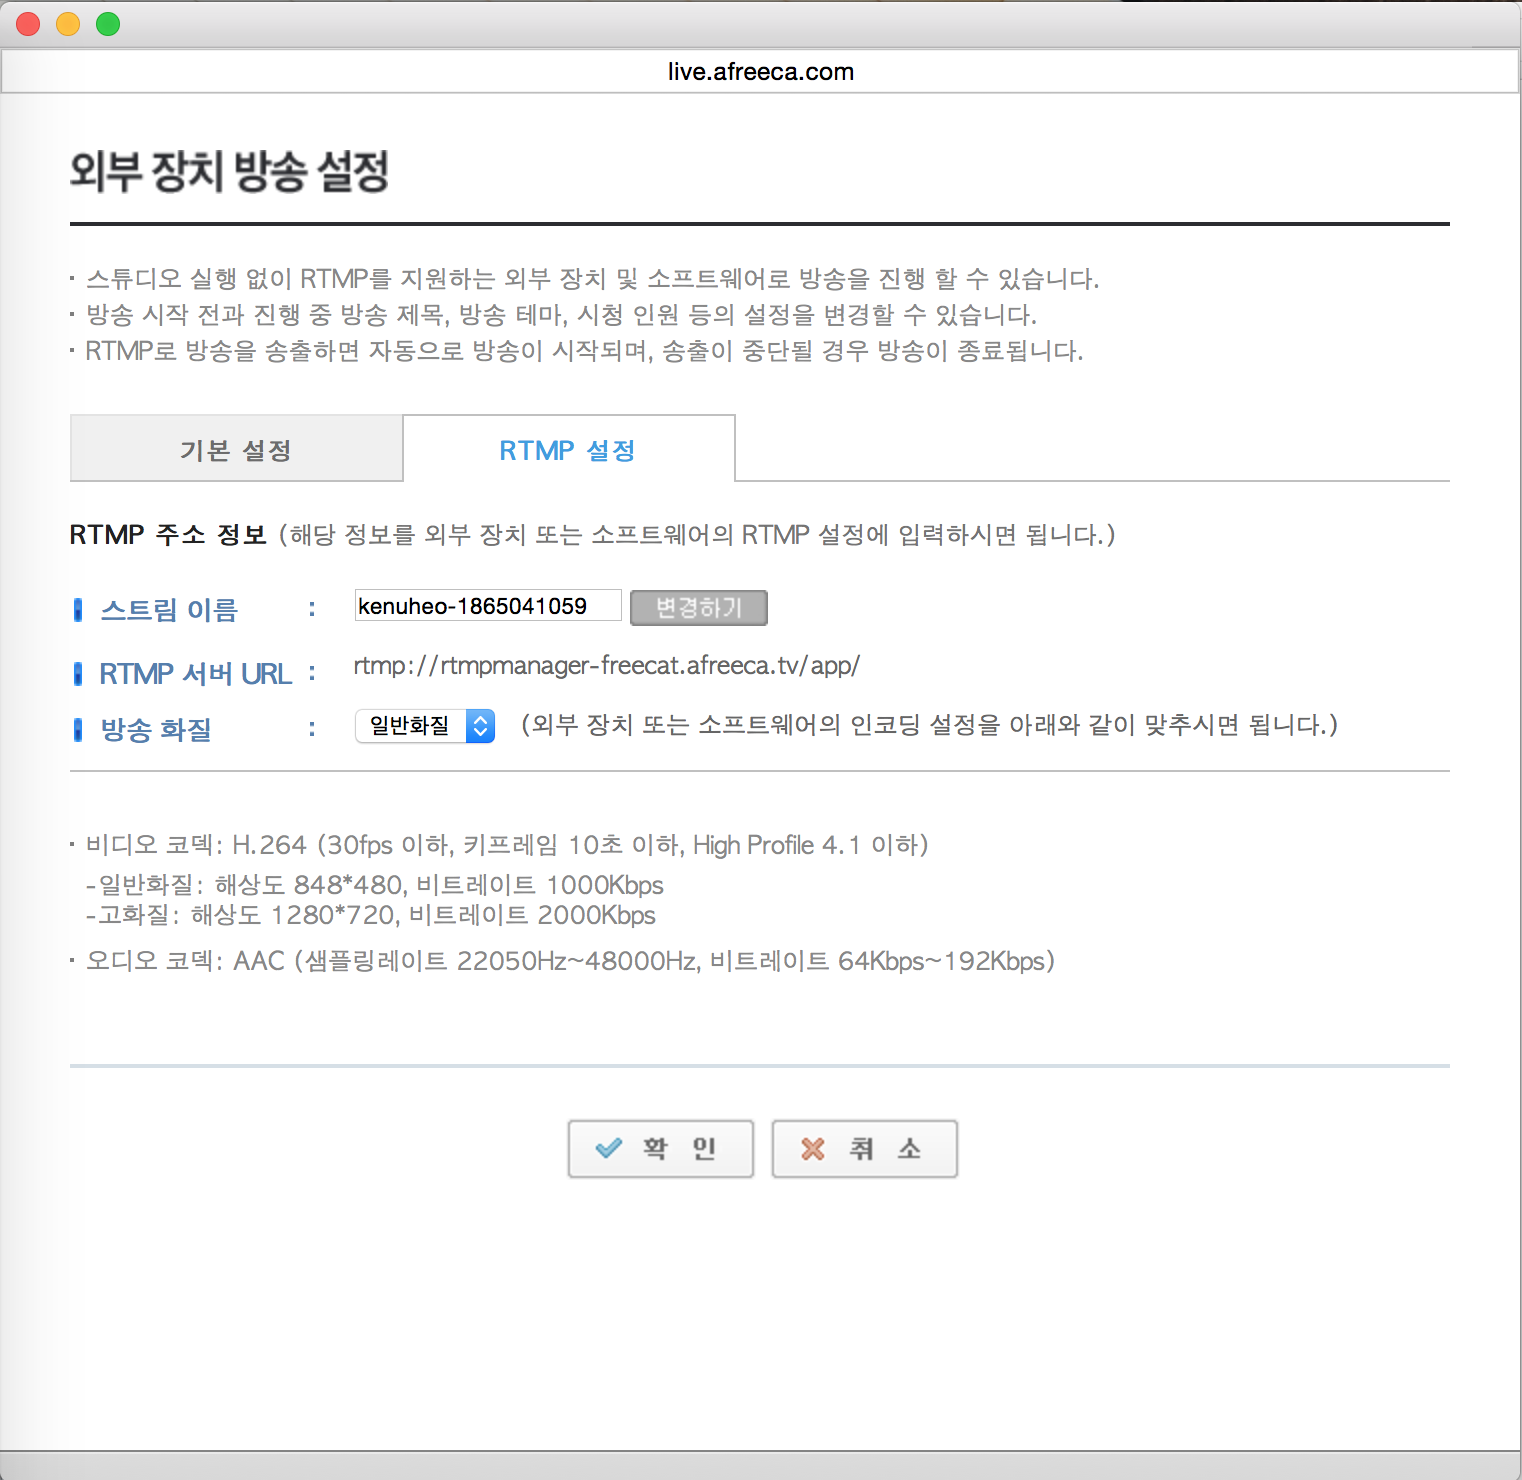 live.afreeca.com
외부 장치 방송 설정
· 스튜디오 실행 없이 RTMP를 지원하는 외부 장치 및 소프트웨어로 방송을 진행 할 수 있습니다.
· 방송 시작 전과 진행 중 방송 제목, 방송 테마, 시청 인원 등의 설정을 변경할 수 있습니다.
· RTMP로 방송을 송출하면 자동으로 방송이 시작되며, 송출이 중단될 경우 방송이 종료됩니다.
기본 설정 RTMP 설정
RTMP 주소 정보 (해당 정보를 외부 장치 또는 소프트웨어의 RTMP 설정에 입력하시면 됩니다.)
스트림 이름 : kenuheo-1865041059 변경하기
RTMP 서버 URL : rtmp://rtmpmanager-freecat.afreeca.tv/app/
방송 화질 : 일반화질 (외부 장치 또는 소프트웨어의 인코딩 설정을 아래와 같이 맞추시면 됩니다.)
· 비디오 코덱: H.264 (30fps 이하, 키프레임 10초 이하, High Profile 4.1 이하)
-일반화질: 해상도 848*480, 비트레이트 1000Kbps
-고화질: 해상도 1280*720, 비트레이트 2000Kbps
· 오디오 코덱: AAC (샘플링레이트 22050Hz~48000Hz, 비트레이트 64Kbps~192Kbps)
확 인 취 소